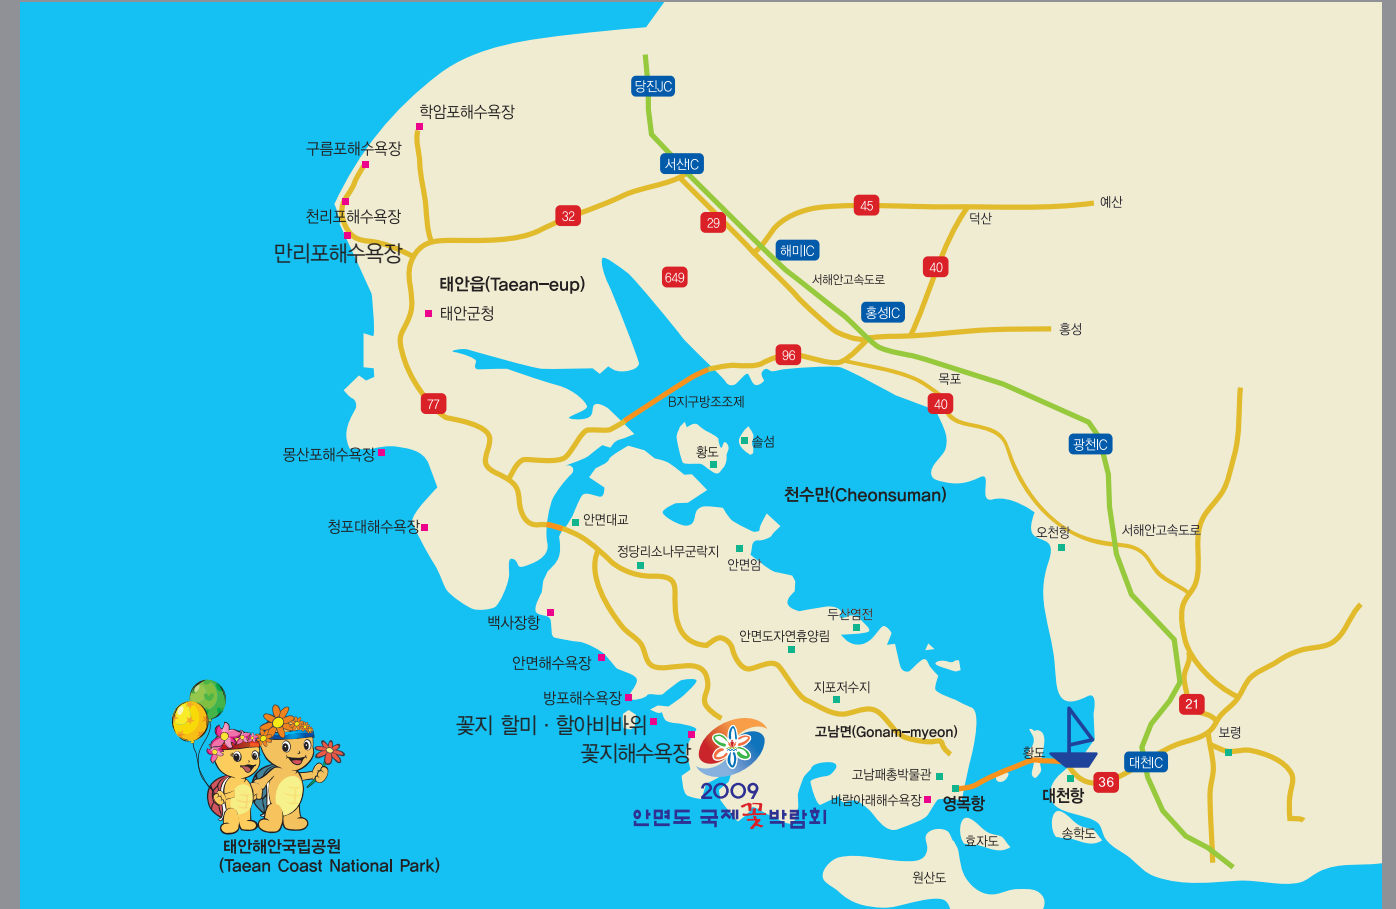 당진JC
학암포해수욕장
구름포해수욕장
서산IC
예산
45
천리포해수욕장
32
29
덕산
만리포해수욕장
해미IC
40
649
서해안고속도로
태안읍(Taean-eup)
태안군청
홍성IC
홍성
96
목포
77
B지구방조조제
40
솔섬
광천IC
황도
몽산포해수욕장
천수만(Cheonsuman)
안면대교
청포대해수욕장
오천항
서해안고속도로
정당리소나무군락지
안면암
두산염전
백사장항
안면도자연휴양림
안면해수욕장
지포저수지
방포해수욕장
21
꽃지 할미 · 할아비바위
고남면(Gonam-myeon)
보령
꽃지해수욕장
황도
대천IC
고남패총박물관
36
2009
바람아래해수욕장
영목항
대천항
안면도 국제꽃박람회
송학도
효자도
태안해안국립공원
(Taean Coast National Park)
원산도